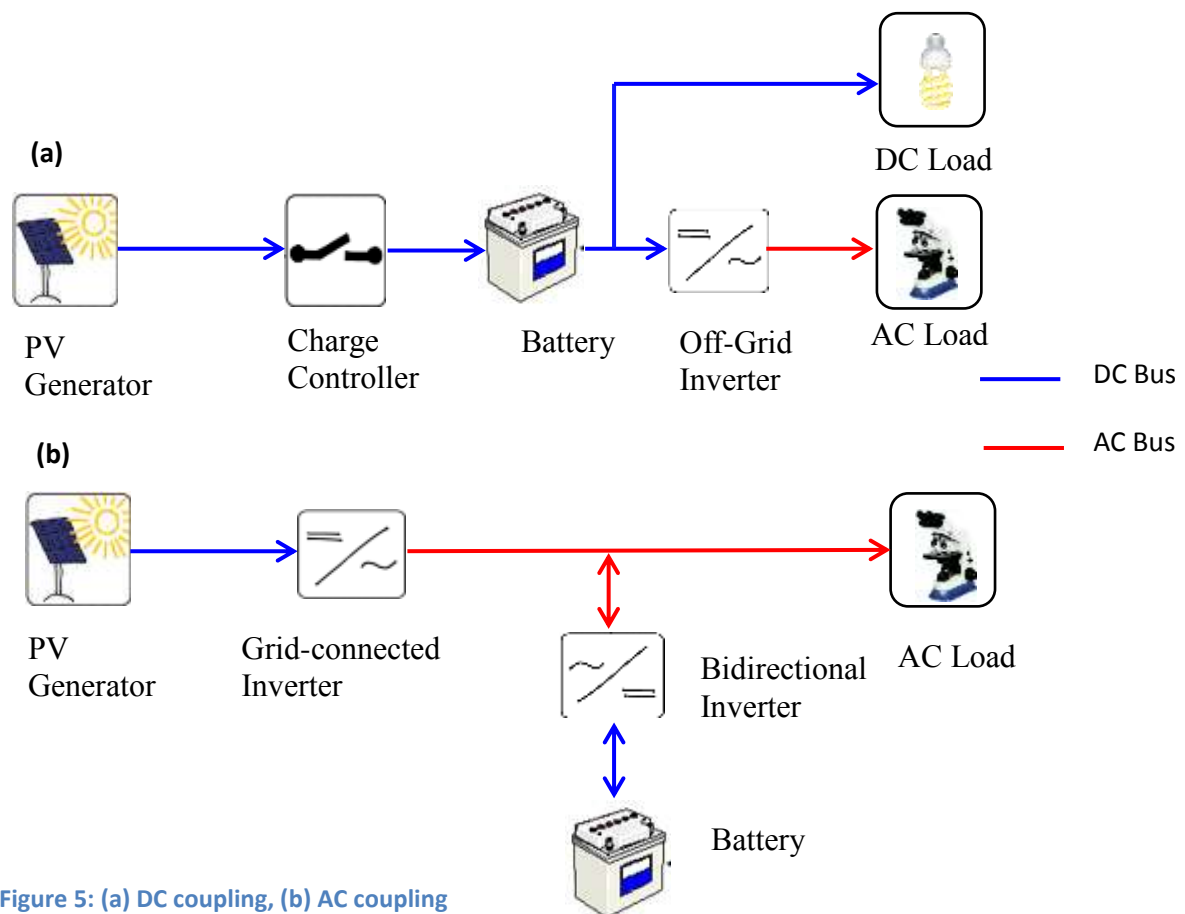 DC Load
(a)
PV
Generator
Charge
Controller
Battery
Off-Grid
Inverter
AC Load
DC Bus
AC Bus
(b)
PV
Generator
Grid-connected
Inverter
Bidirectional
Inverter
AC Load
Battery
Figure 5: (a) DC coupling, (b) AC coupling